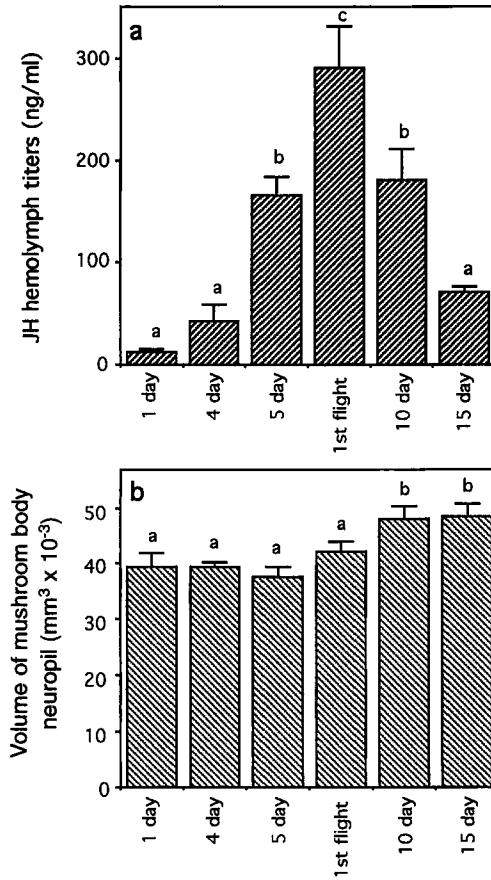 a
JH hemolymph titers (ng/ml)
300
200
100
0
a
a
b
c
b
a
1 day
4 day
5 day
1st flight
10 day
15 day
b
Volume of mushroom body
neuropil (mm³ x 10⁻³)
50
40
30
20
10
0
a
a
a
a
b
b
1 day
4 day
5 day
1st flight
10 day
15 day